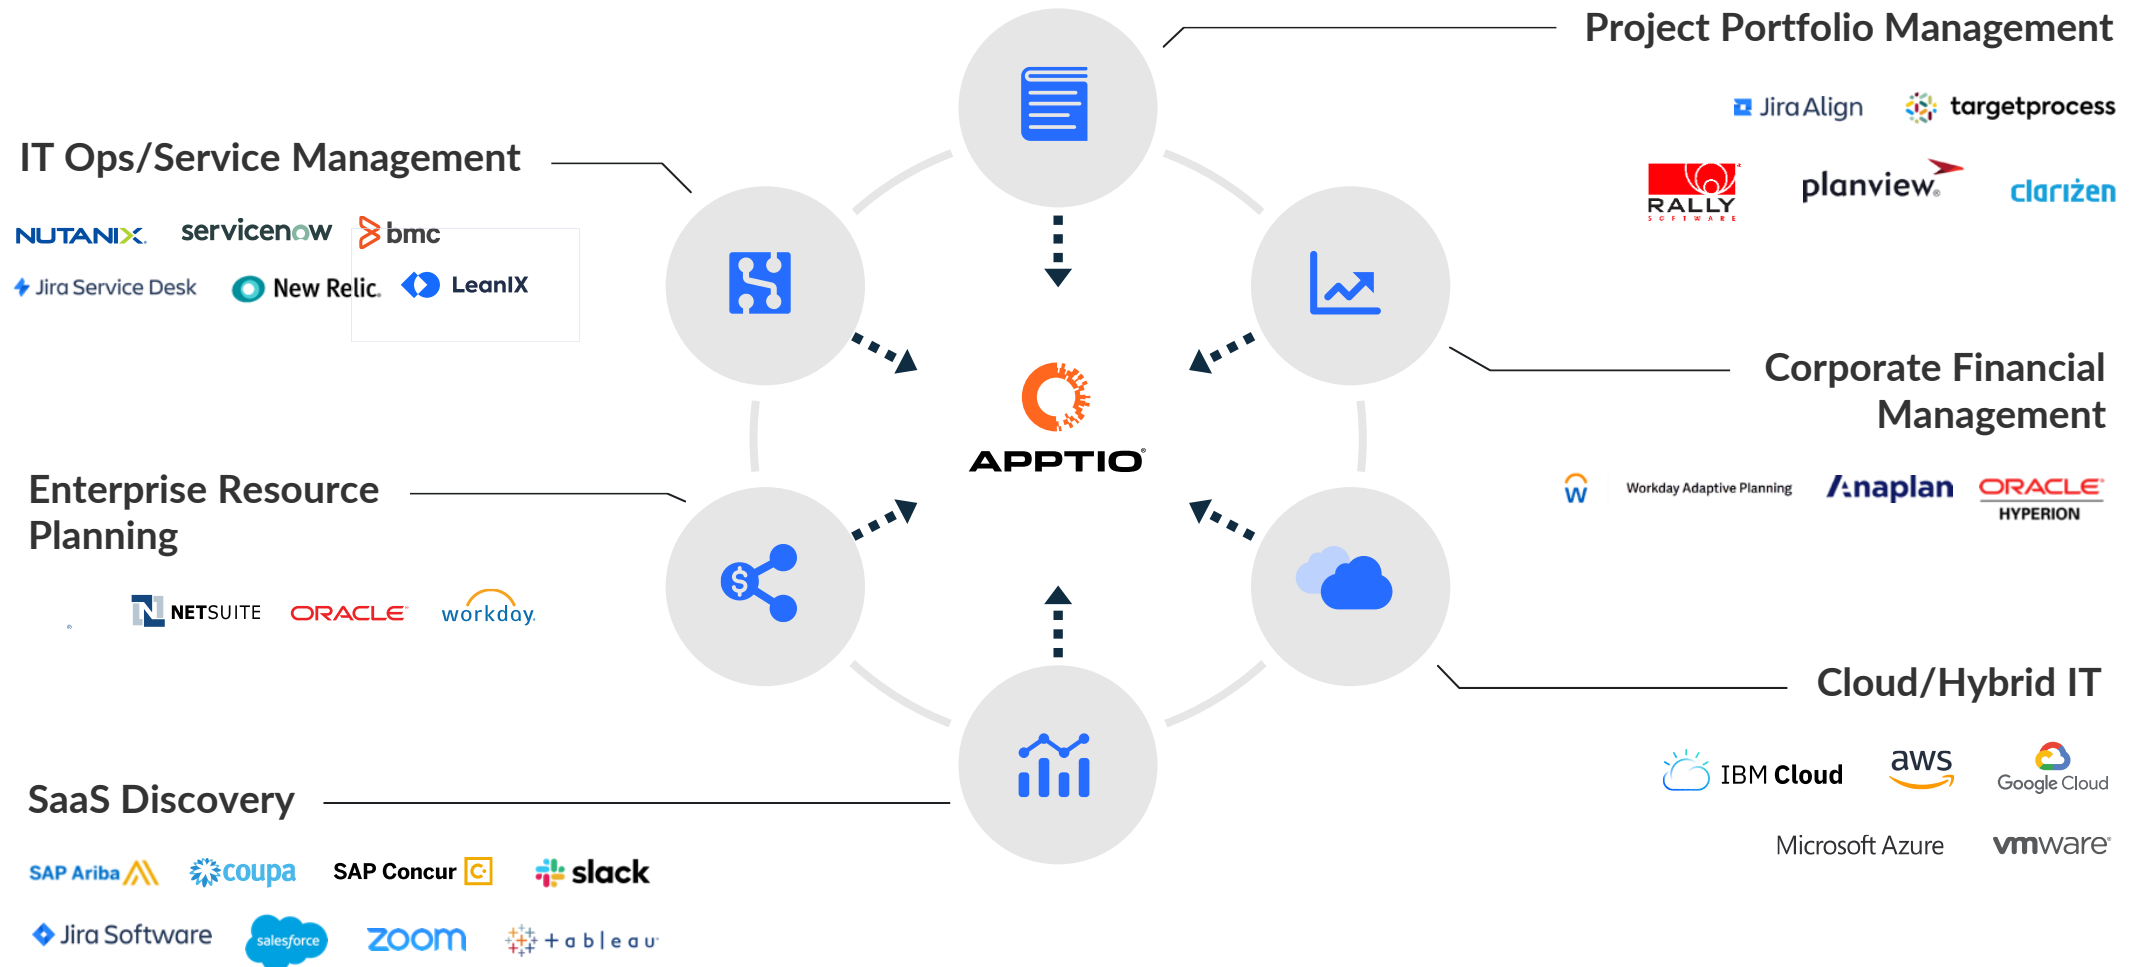 Project Portfolio Management
Jira Align
targetprocess
RALLY
SOFTWARE
planview®
clarizen
IT Ops/Service Management
NUTANIX
servicenow
bmc
Jira Service Desk
New Relic®
LeanIX
Corporate Financial
Management
W
Workday Adaptive Planning
Anaplan
ORACLE®
HYPERION
APPTIO®
Enterprise Resource
Planning
®
N
NETSUITE
ORACLE
workday®
$
Cloud/Hybrid IT
IBM Cloud
aws
Google Cloud
Microsoft Azure
vmware®
SaaS Discovery
SAP Ariba
coupa
SAP Concur C
slack
Jira Software
salesforce
zoom
+ableau